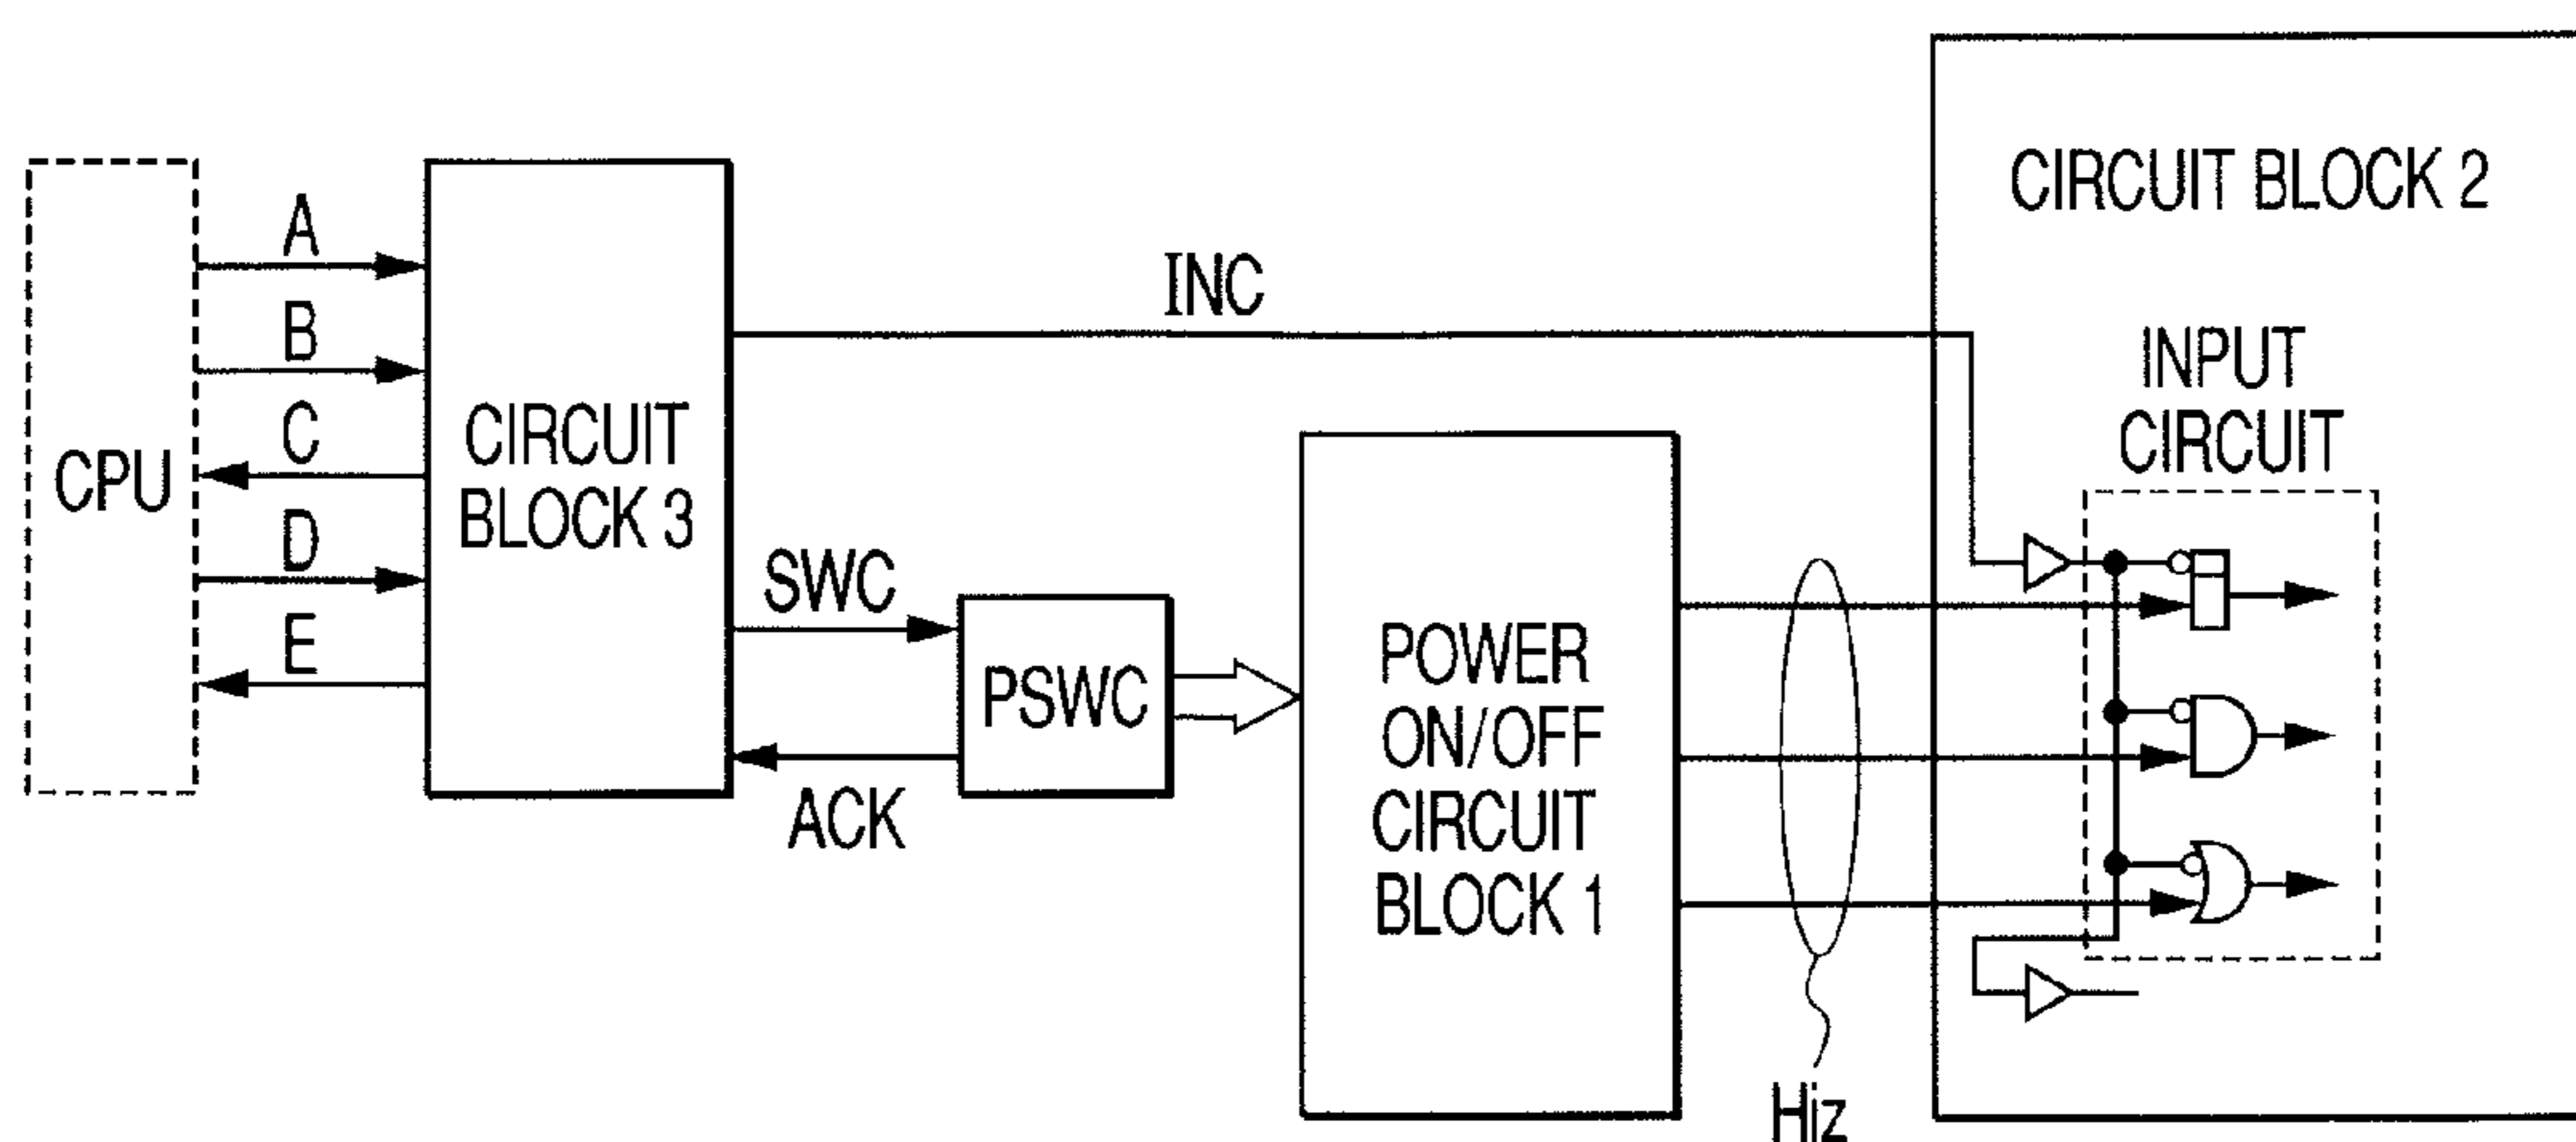 CIRCUIT BLOCK 2
A
INC
B
INPUT
CIRCUIT
C
CPU
CIRCUIT
BLOCK 3
D
SWC
E
PSWC
POWER
ON/OFF
CIRCUIT
BLOCK 1
ACK
Hiz